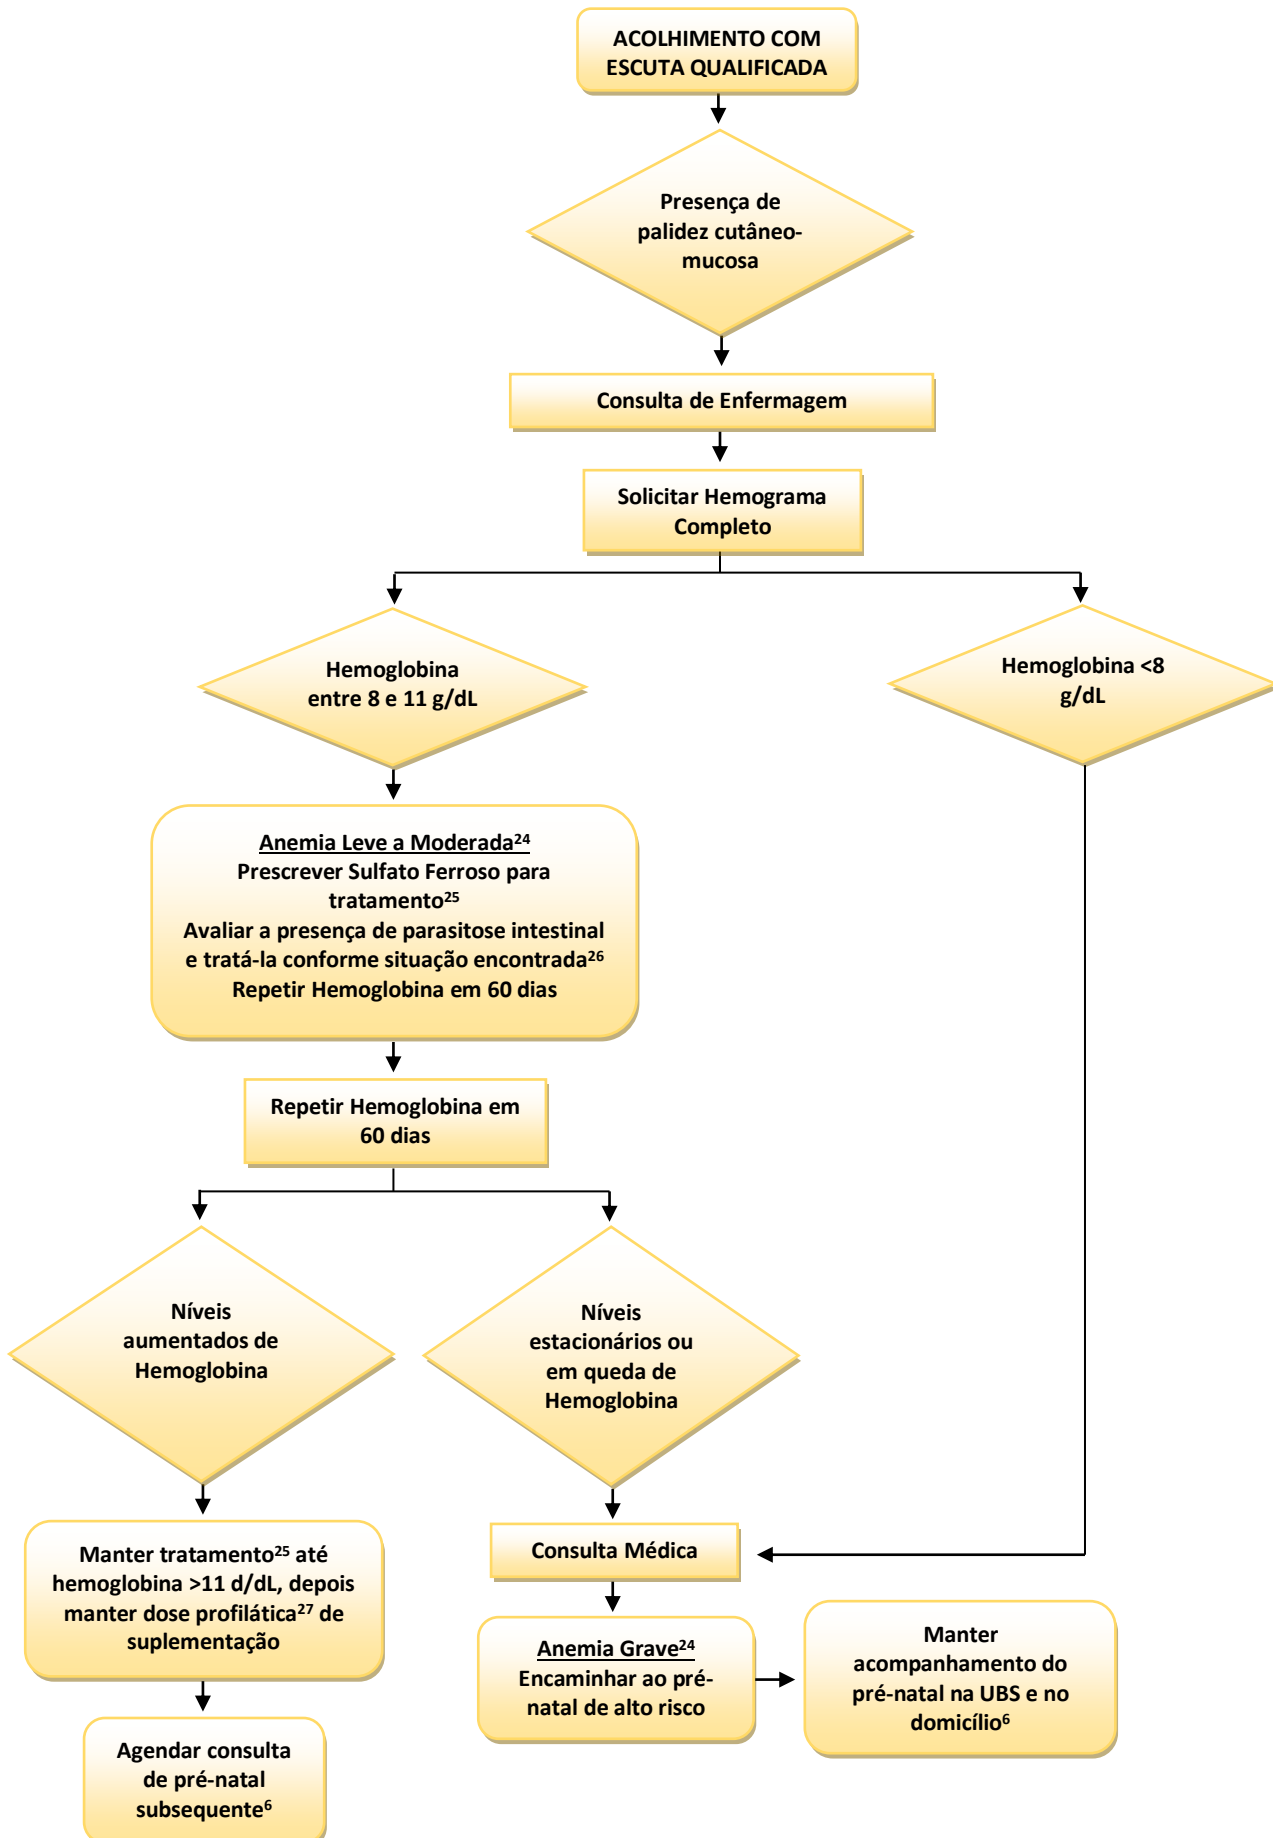 ACOLHIMENTO COM
ESCUTA QUALIFICADA
Presença de
palidez cutâneo-
mucosa
Consulta de Enfermagem
Solicitar Hemograma
Completo
Hemoglobina
entre 8 e 11 g/dL
Hemoglobina <8
g/dL
Anemia Leve a Moderada²⁴
Prescrever Sulfato Ferroso para
tratamento²⁵
Avaliar a presença de parasitose intestinal
e tratá-la conforme situação encontrada²⁶
Repetir Hemoglobina em 60 dias
Repetir Hemoglobina em
60 dias
Níveis
aumentados de
Hemoglobina
Níveis
estacionários ou
em queda de
Hemoglobina
Manter tratamento²⁵ até
hemoglobina >11 d/dL, depois
manter dose profilática²⁷ de
suplementação
Consulta Médica
Anemia Grave²⁴
Encaminhar ao pré-
natal de alto risco
Manter
acompanhamento do
pré-natal na UBS e no
domicílio⁶
Agendar consulta
de pré-natal
subsequente⁶